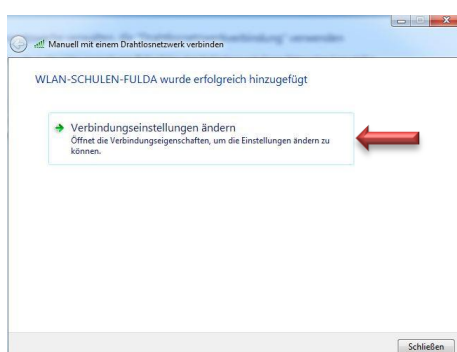 Manuell mit einem Drahtlosnetzwerk verbinden
WLAN-SCHULEN-FULDA wurde erfolgreich hinzugefügt
Verbindungseinstellungen ändern
Öffnet die Verbindungseigenschaften, um die Einstellungen ändern zu
können.
Schließen